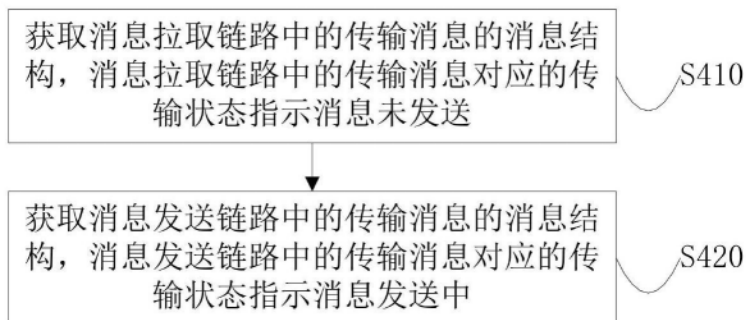 获取消息拉取链路中的传输消息的消息结
构，消息拉取链路中的传输消息对应的传
输状态指示消息未发送
S410
获取消息发送链路中的传输消息的消息结
构，消息发送链路中的传输消息对应的传
输状态指示消息发送中
S420